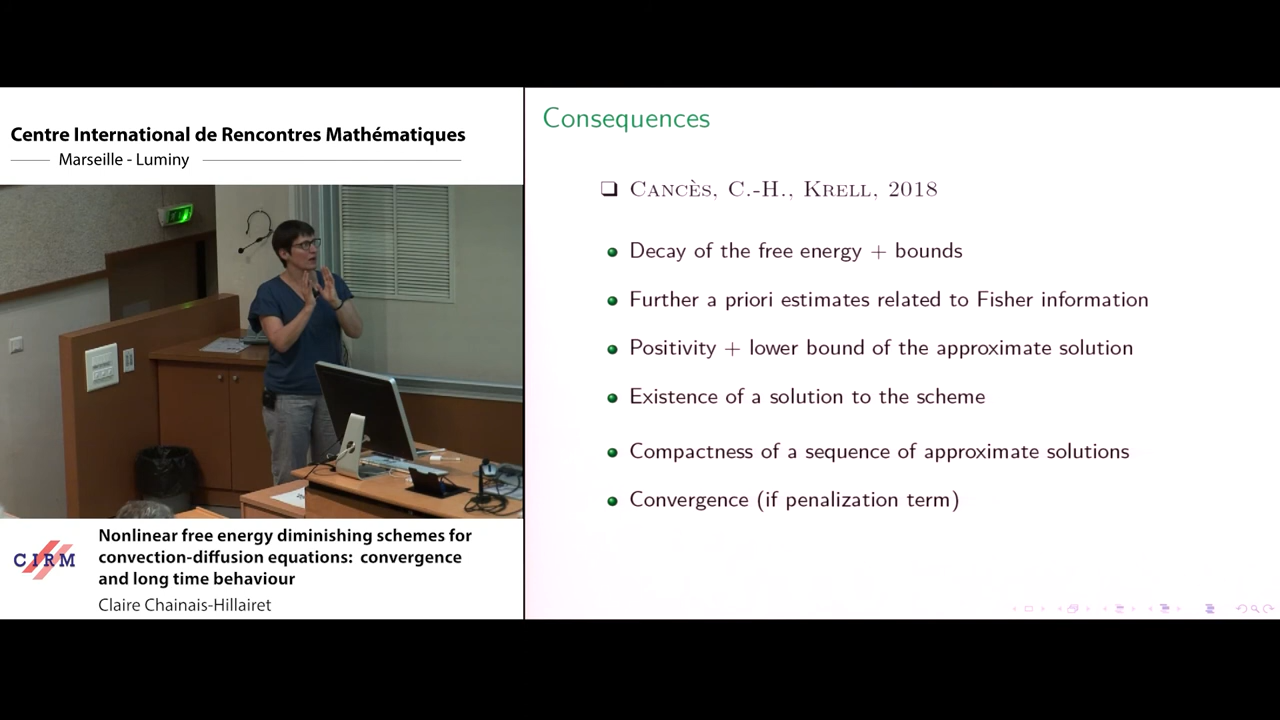 Centre International de Rencontres Mathématiques
Marseille - Luminy
CIRM
Nonlinear free energy diminishing schemes for
convection-diffusion equations: convergence
and long time behaviour
Claire Chainais-Hillairet
Consequences
❑ Cancès, C.-H., Krell, 2018
• Decay of the free energy + bounds
• Further a priori estimates related to Fisher information
• Positivity + lower bound of the approximate solution
• Existence of a solution to the scheme
• Compactness of a sequence of approximate solutions
• Convergence (if penalization term)